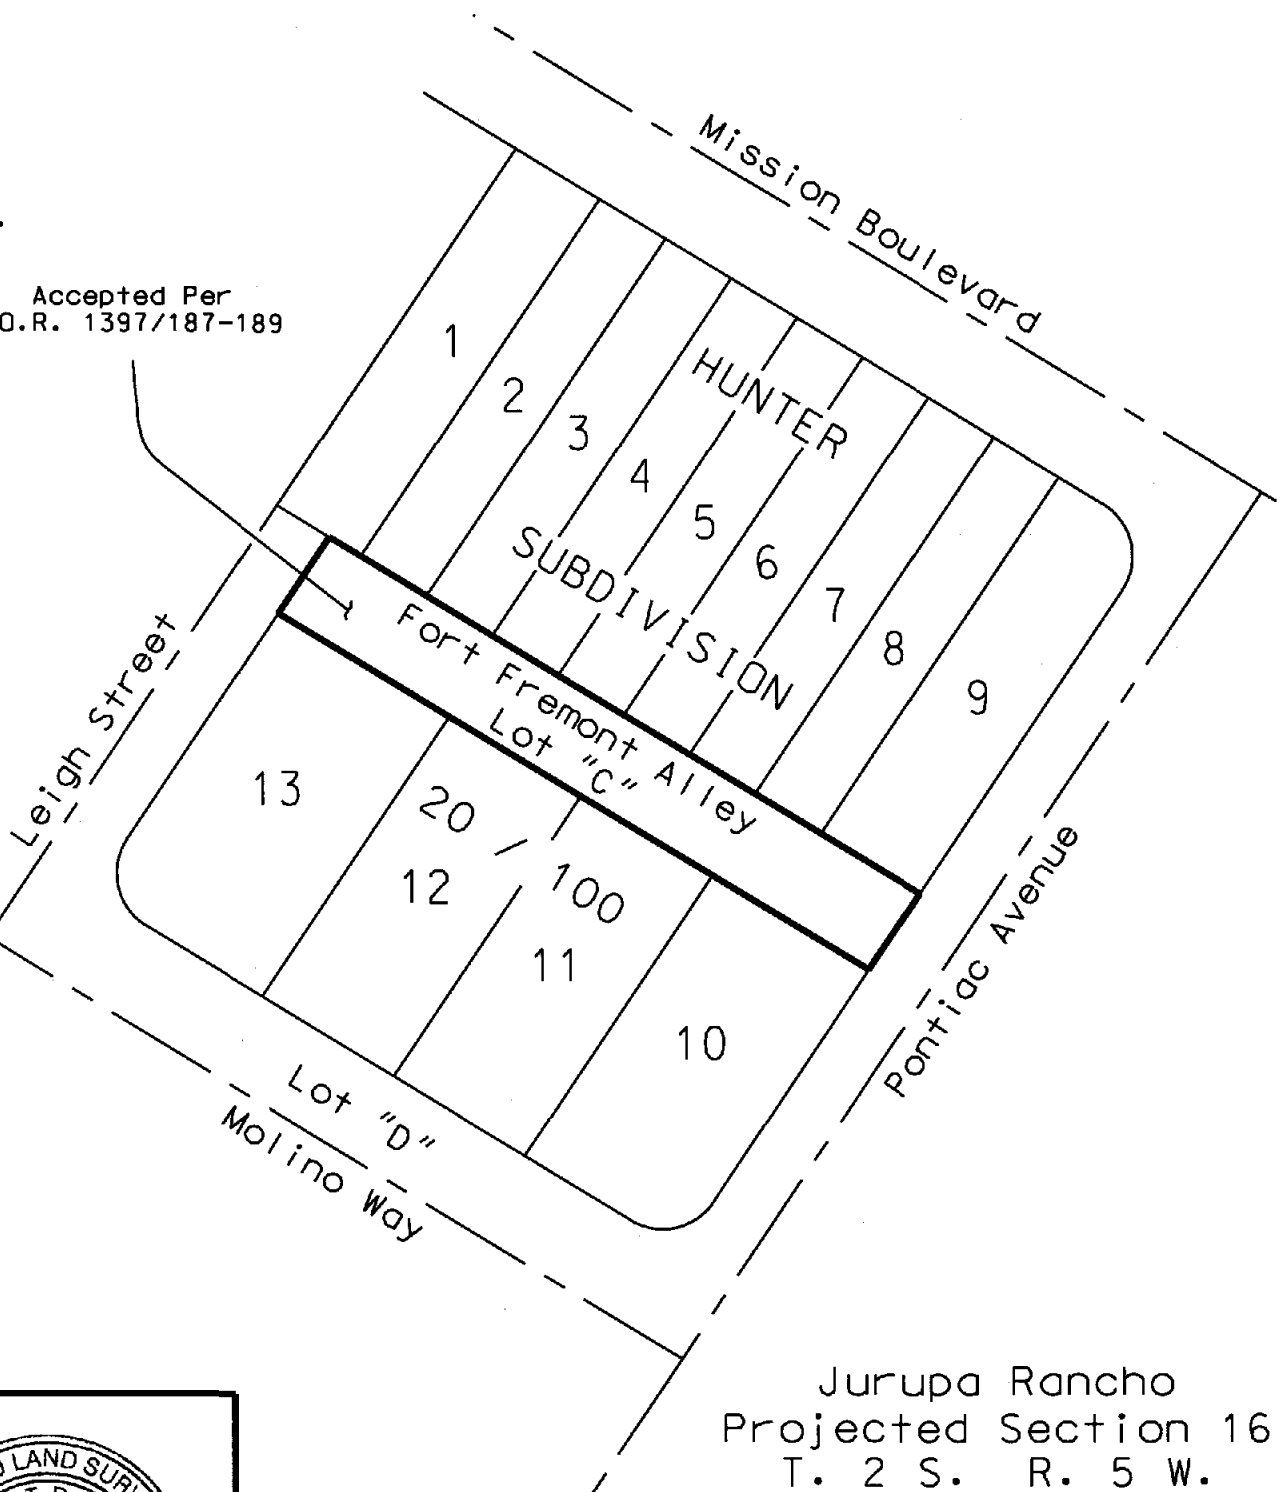 Mission Boulevard
Accepted Per
O.R. 1397/187-189
1
2
3
4
5
6
7
8
9
HUNTER
SUBDIVISION
Fort Fremont Alley
Lot "C"
Leigh Street
Pontiac Avenue
13
20 / 100
12
11
10
Lot "D"
Molino Way
Jurupa Rancho
Projected Section 16
T. 2 S. R. 5 W.
LAND SURV